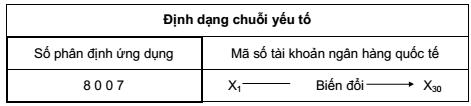 Định dạng chuỗi yếu tố
Số phân định ứng dụng Mã số tài khoản ngân hàng quốc tế
8 0 0 7 X₁ Biến đổi X₃₀